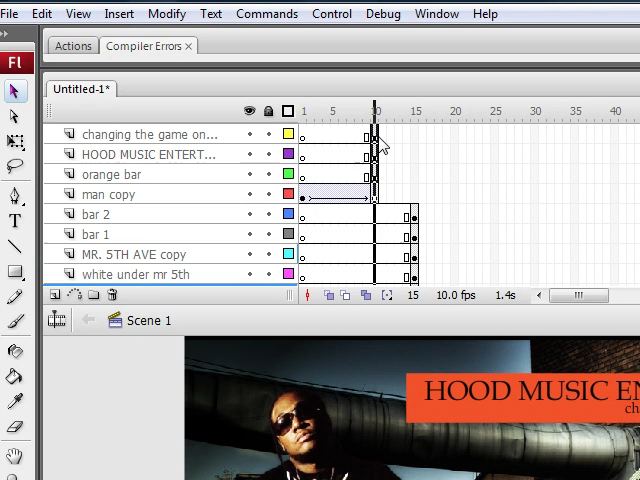 File Edit View Insert Modify Text Commands Control Debug Window Help
Fl
Actions Compiler Errors ×
Untitled-1*
1 5 10 15 20 25 30 35 40
changing the game on...
HOOD MUSIC ENTERT...
orange bar
man copy
bar 2
bar 1
MR. 5TH AVE copy
white under mr 5th
15 10.0 fps 1.4s
Scene 1
HOOD MUSIC EN
ch